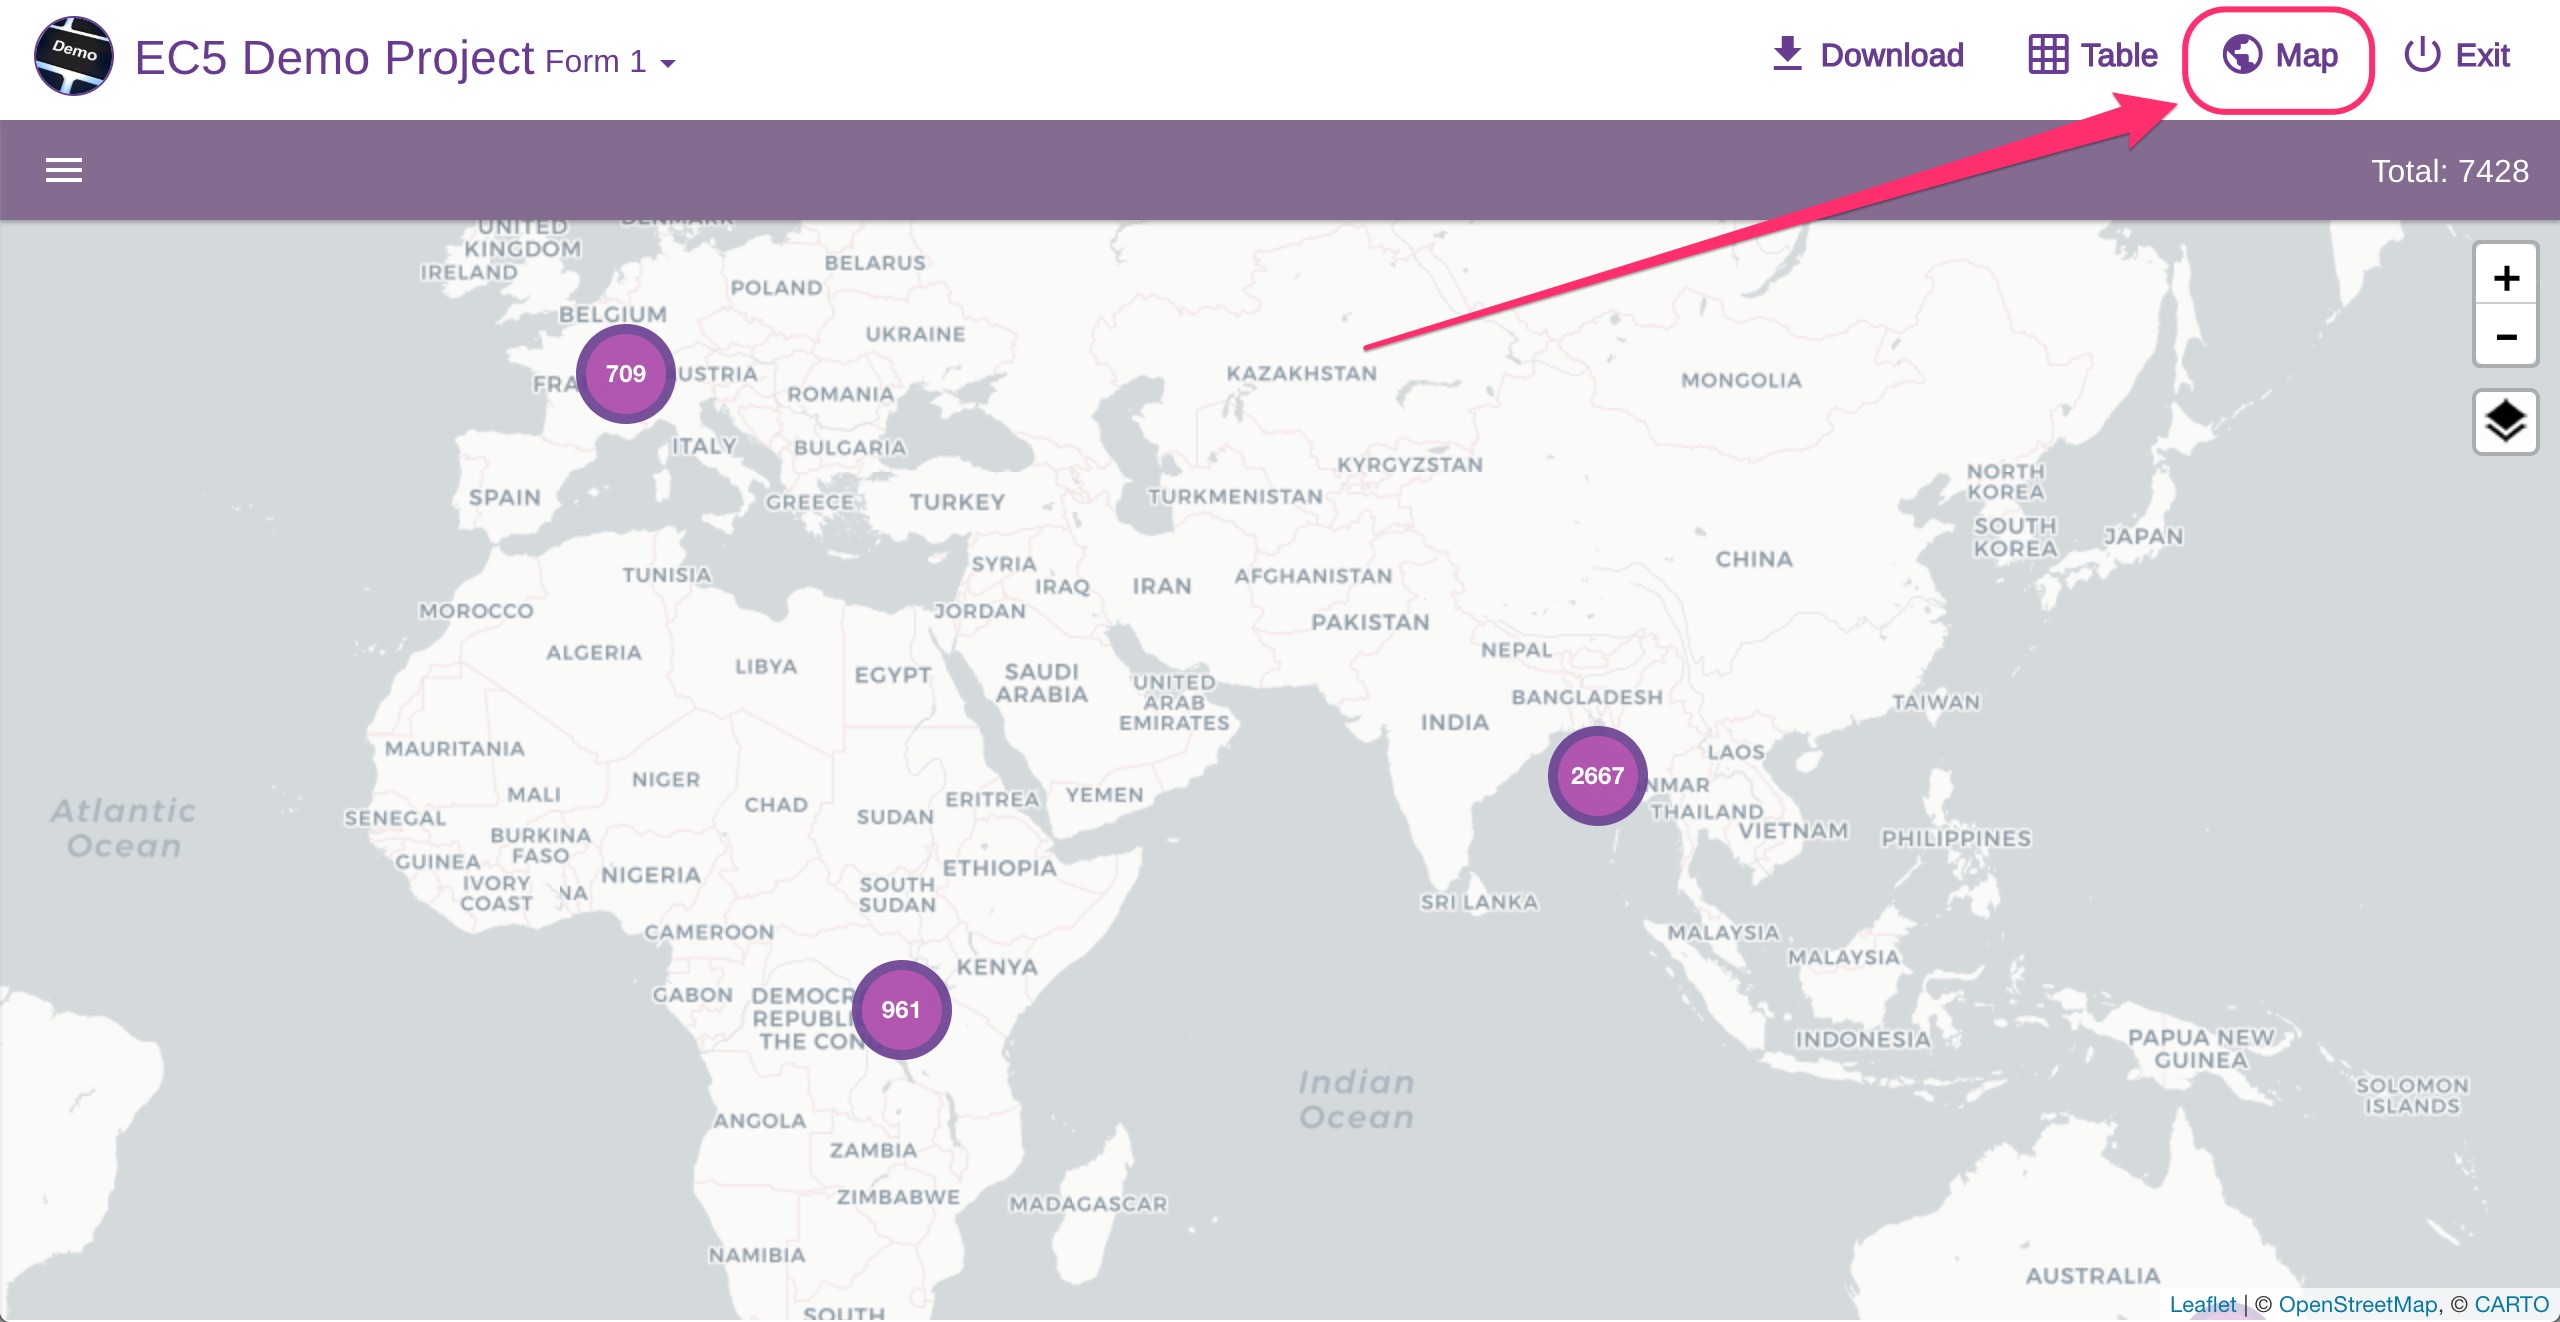 Demo
EC5 Demo Project Form 1
Download
Table
Map
Exit
Total: 7428
DENMARK
UNITED
KINGDOM
IRELAND
BELARUS
POLAND
BELGIUM
UKRAINE
709
FRA
USTRIA
KAZAKHSTAN
MONGOLIA
ROMANIA
ITALY
BULGARIA
KYRGYZSTAN
NORTH
KOREA
SPAIN
GREECE
TURKEY
TURKMENISTAN
SOUTH
KOREA
JAPAN
CHINA
SYRIA
IRAQ
IRAN
AFGHANISTAN
TUNISIA
MOROCCO
JORDAN
PAKISTAN
ALGERIA
LIBYA
EGYPT
NEPAL
SAUDI
ARABIA
UNITED
ARAB
EMIRATES
BANGLADESH
TAIWAN
INDIA
MAURITANIA
LAOS
NIGER
2667
NMAR
MALI
CHAD
ERITREA
YEMEN
THAILAND
Atlantic
Ocean
SENEGAL
SUDAN
VIETNAM
PHILIPPINES
BURKINA
FASO
GUINEA
NIGERIA
ETHIOPIA
IVORY
COAST
NA
SOUTH
SUDAN
SRI LANKA
CAMEROON
MALAYSIA
MALAYSIA
KENYA
GABON
DEMOCR
REPUBLI
THE CON
961
INDONESIA
PAPUA NEW
GUINEA
Indian
Ocean
SOLOMON
ISLANDS
ANGOLA
ZAMBIA
ZIMBABWE
MADAGASCAR
NAMIBIA
AUSTRALIA
SOUTH
Leaflet | © OpenStreetMap, © CARTO